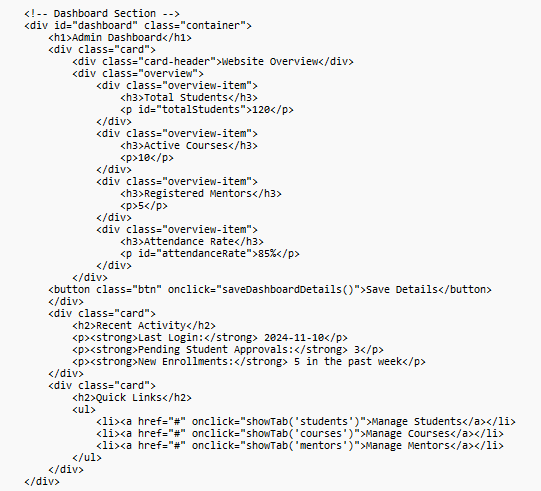 <!-- Dashboard Section -->
<div id="dashboard" class="container">
    <h1>Admin Dashboard</h1>
    <div class="card">
        <div class="card-header">Website Overview</div>
        <div class="overview">
            <div class="overview-item">
                <h3>Total Students</h3>
                <p id="totalStudents">120</p>
            </div>
            <div class="overview-item">
                <h3>Active Courses</h3>
                <p>10</p>
            </div>
            <div class="overview-item">
                <h3>Registered Mentors</h3>
                <p>5</p>
            </div>
            <div class="overview-item">
                <h3>Attendance Rate</h3>
                <p id="attendanceRate">85%</p>
            </div>
        </div>
    <button class="btn" onclick="saveDashboardDetails()">Save Details</button>
    </div>
    <div class="card">
        <h2>Recent Activity</h2>
        <p><strong>Last Login:</strong> 2024-11-10</p>
        <p><strong>Pending Student Approvals:</strong> 3</p>
        <p><strong>New Enrollments:</strong> 5 in the past week</p>
    </div>
    <div class="card">
        <h2>Quick Links</h2>
        <ul>
            <li><a href="#" onclick="showTab('students')">Manage Students</a></li>
            <li><a href="#" onclick="showTab('courses')">Manage Courses</a></li>
            <li><a href="#" onclick="showTab('mentors')">Manage Mentors</a></li>
        </ul>
    </div>
</div>